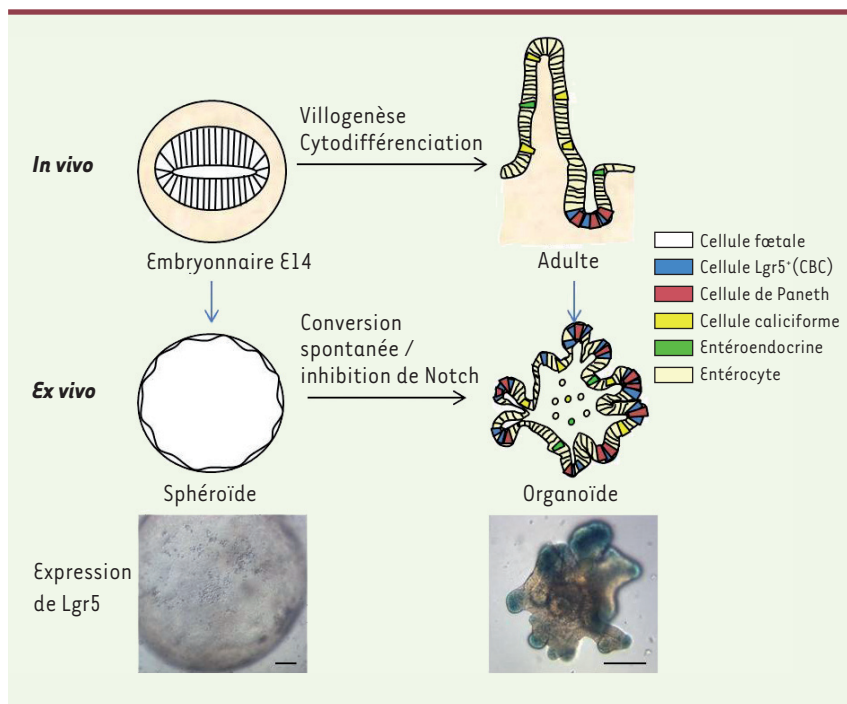 In vivo
Villogenèse
Cytodifférenciation
Embryonnaire E14
Adulte
Cellule fœtale
Cellule Lgr5⁺(CBC)
Cellule de Paneth
Cellule caliciforme
Entéroendocrine
Entérocyte
Ex vivo
Conversion
spontanée /
inhibition de Notch
Sphéroïde
Organoïde
Expression
de Lgr5